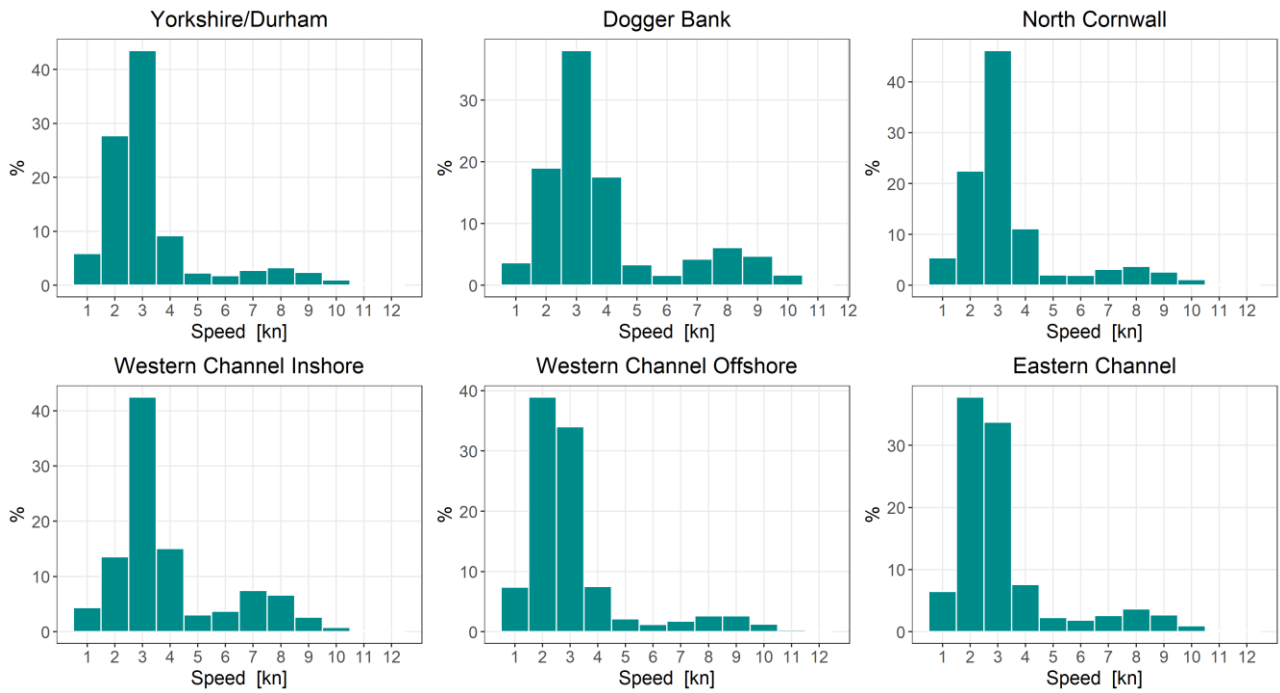 Yorkshire/Durham
%
40
30
20
10
0
1 2 3 4 5 6 7 8 9 10 11 12
Speed [kn]
Dogger Bank
%
30
20
10
0
1 2 3 4 5 6 7 8 9 10 11 12
Speed [kn]
North Cornwall
%
40
30
20
10
0
1 2 3 4 5 6 7 8 9 10 11 12
Speed [kn]
Western Channel Inshore
%
40
30
20
10
0
1 2 3 4 5 6 7 8 9 10 11 12
Speed [kn]
Western Channel Offshore
%
40
30
20
10
0
1 2 3 4 5 6 7 8 9 10 11 12
Speed [kn]
Eastern Channel
%
30
20
10
0
1 2 3 4 5 6 7 8 9 10 11 12
Speed [kn]